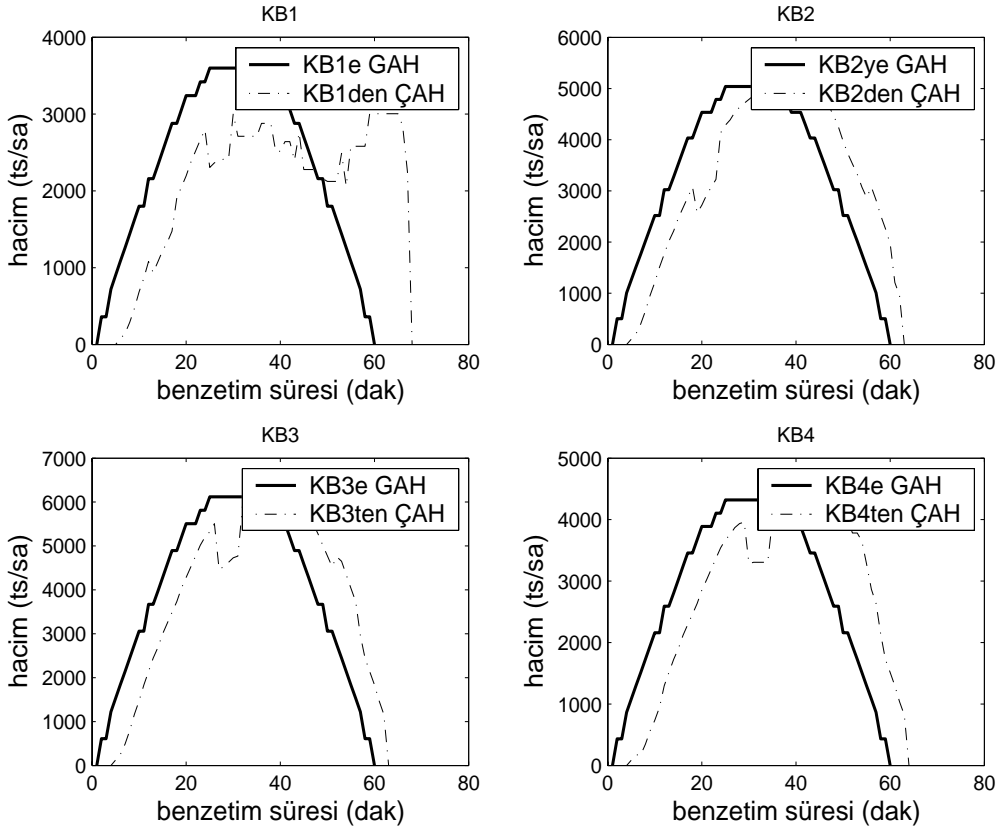 KB1
4000
3000
2000
1000
0
hacim (ts/sa)
KB1e GAH
KB1den ÇAH
0
20
40
60
80
benzetim süresi (dak)
KB2
6000
5000
4000
3000
2000
1000
0
hacim (ts/sa)
KB2ye GAH
KB2den ÇAH
0
20
40
60
80
benzetim süresi (dak)
KB3
7000
6000
5000
4000
3000
2000
1000
0
hacim (ts/sa)
KB3e GAH
KB3ten ÇAH
0
20
40
60
80
benzetim süresi (dak)
KB4
5000
4000
3000
2000
1000
0
hacim (ts/sa)
KB4e GAH
KB4ten ÇAH
0
20
40
60
80
benzetim süresi (dak)